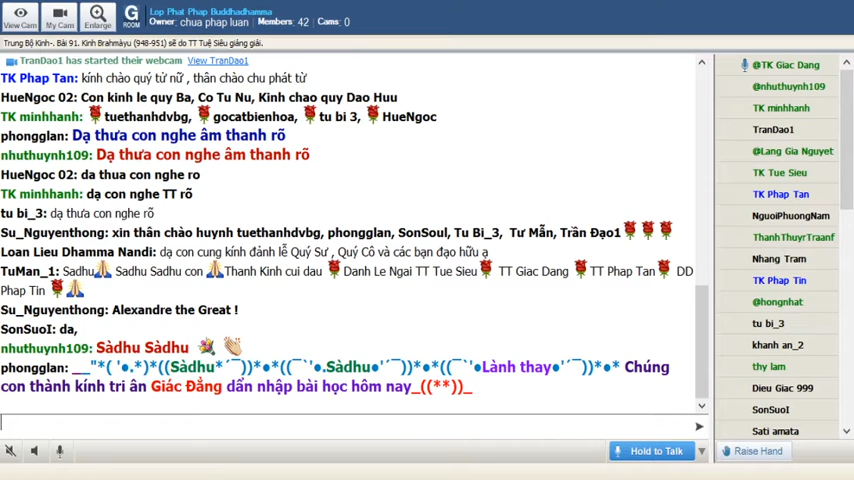 View Cam
My Cam
Enlarge
G
ROOM
Lop Phat Phap Buddhadhamma
Owner: chua phap luan / Members: 42 / Cams: 0
Trung Bộ Kinh-. Bài 91. Kinh Brahmàyu (948-951) sẽ do TT Tuệ Siêu giảng giải.
TranDao1 has started their webcam View TranDao1
TK Phap Tan: kính chào quý tứ nữ , thân chào chu phát từ
HueNgoc 02: Con kinh le quy Ba, Co Tu Nu, Kinh chao quy Dao Huu
TK minhhanh: 🌹tuethanhdvbg, 🌹gocatbienhoa, 🌹tu bi 3, 🌹HueNgoc
phongglan: Dạ thưa con nghe âm thanh rõ
nhuthuynh109: Dạ thưa con nghe âm thanh rõ
HueNgoc 02: da thua con nghe ro
TK minhhanh: dạ con nghe TT rõ
tu bi_3: dạ thưa con nghe rõ
Su_Nguyenthong: xin thân chào huynh tuethanhdvbg, phongglan, SonSoul, Tu Bi_3, Tư Mẫn, Trần Đạo1🌹🌹🌹
Loan Lieu Dhamma Nandi: dạ con cung kính đảnh lễ Quý Sư , Quý Cô và các bạn đạo hữu ạ
TuMan_1: Sadhu🙏 Sadhu Sadhu con 🙏Thanh Kinh cui dau 🌹Danh Le Ngai TT Tue Sieu🌹 TT Giac Dang 🌹TT Phap Tan🌹 DD
Phap Tin 🌹🙏
Su_Nguyenthong: Alexandre the Great !
SonSuoI: da,
nhuthuynh109: Sàdhu Sàdhu 💐 👏
phongglan: __"*( '●.*)*((Sàdhu*´¯))*●*((¯`'●.Sàdhu●'´¯))*●*((¯`'●Lành thay●'´¯))*●* Chúng
con thành kính tri ân Giác Đẳng dẩn nhập bài học hôm nay_((**))_
Hold to Talk
@TK Giac Dang
@nhuthuynh109
TK minhhanh
TranDao1
@Lang Gia Nguyet
TK Tue Sieu
TK Phap Tan
NguoiPhuongNam
ThanhThuyrTraanf
Nhang Tram
TK Phap Tin
@hongnhat
tu bi_3
khanh an_2
thy lam
Dieu Giac 999
SonSuoI
Sati amata
Raise Hand